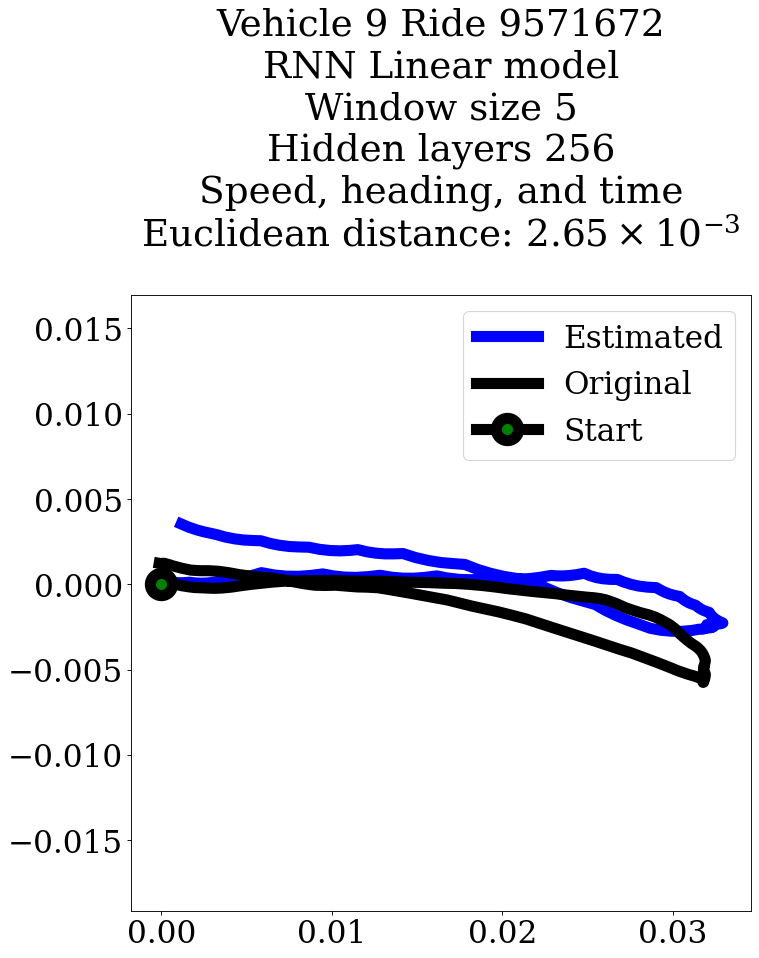 Vehicle 9 Ride 9571672
RNN Linear model
Window size 5
Hidden layers 256
Speed, heading, and time
Euclidean distance: 2.65 × 10⁻³
Estimated
Original
Start
0.015
0.010
0.005
0.000
−0.005
−0.010
−0.015
0.00 0.01 0.02 0.03